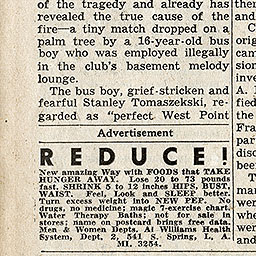 of the tragedy and already has
revealed the true cause of the
fire—a tiny match dropped on a
palm tree by a 16-year-old bus
boy who was employed illegally
in the club's basement melody
lounge.
The bus boy, grief-stricken and
fearful Stanley Tomaszekski, re-
garded as "perfect West Point
Advertisement
REDUCE!
New amazing Way with FOODS that TAKE
HUNGER AWAY. Lose 20 to 73 pounds
fast. SHRINK 5 to 12 inches HIPS, BUST,
WAIST. Feel, Look and SLEEP better.
Turn excess weight into NEW PEP. No
drugs, no medicine; magic 7-exercise chart.
Water Therapy Baths; not for sale in
stores; name on postcard brings free data.
Men & Women Depts. At Williams Health
System, Dept. 2, 541 S. Spring, L. A.
MI. 3254.